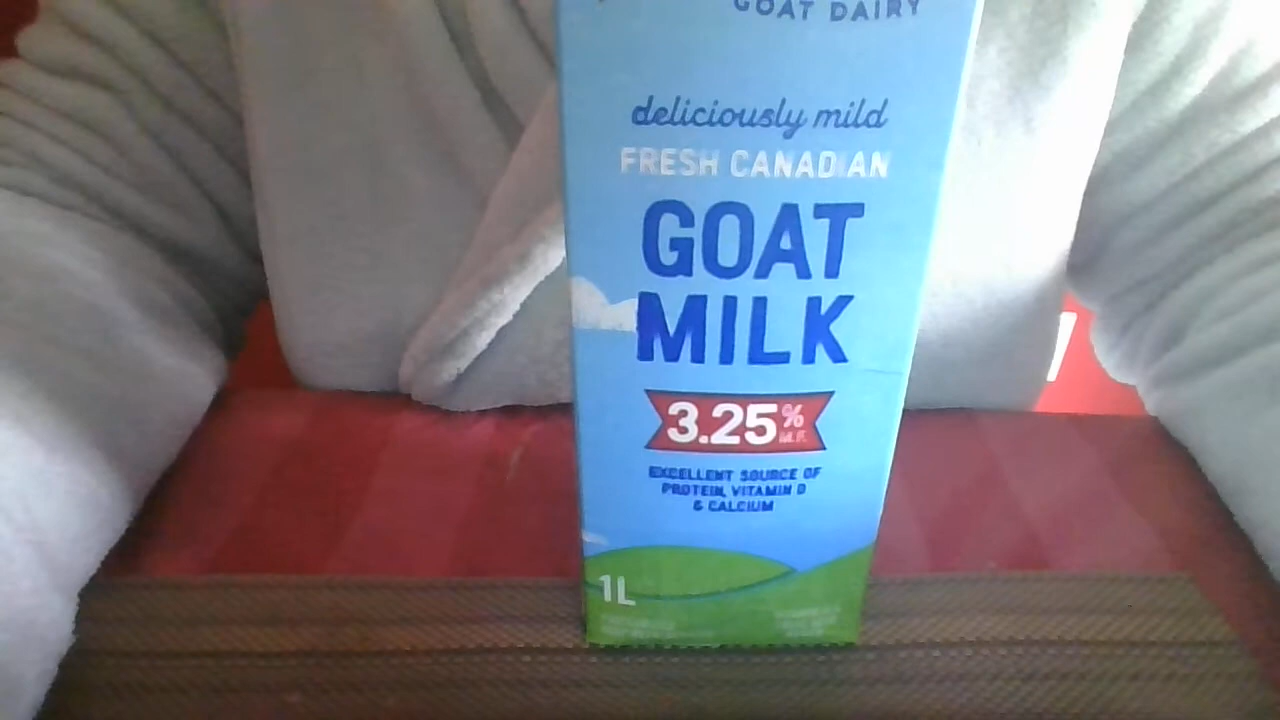 GOAT DAIRY
deliciously mild
FRESH CANADIAN
GOAT
MILK
3.25%
M.F.
EXCELLENT SOURCE OF
PROTEIN, VITAMIN D
& CALCIUM
1L